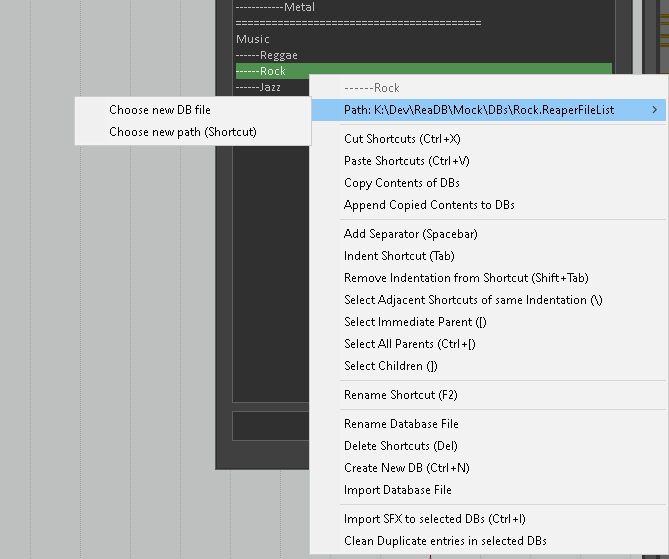 ------------Metal
=========================================
Music
------Reggae
------Rock
------Jazz
Choose new DB file
Choose new path (Shortcut)
------Rock
Path: K:\Dev\ReaDB\Mock\DBs\Rock.ReaperFileList
Cut Shortcuts (Ctrl+X)
Paste Shortcuts (Ctrl+V)
Copy Contents of DBs
Append Copied Contents to DBs
Add Separator (Spacebar)
Indent Shortcut (Tab)
Remove Indentation from Shortcut (Shift+Tab)
Select Adjacent Shortcuts of same Indentation (\)
Select Immediate Parent ([)
Select All Parents (Ctrl+[)
Select Children (])
Rename Shortcut (F2)
Rename Database File
Delete Shortcuts (Del)
Create New DB (Ctrl+N)
Import Database File
Import SFX to selected DBs (Ctrl+I)
Clean Duplicate entries in selected DBs